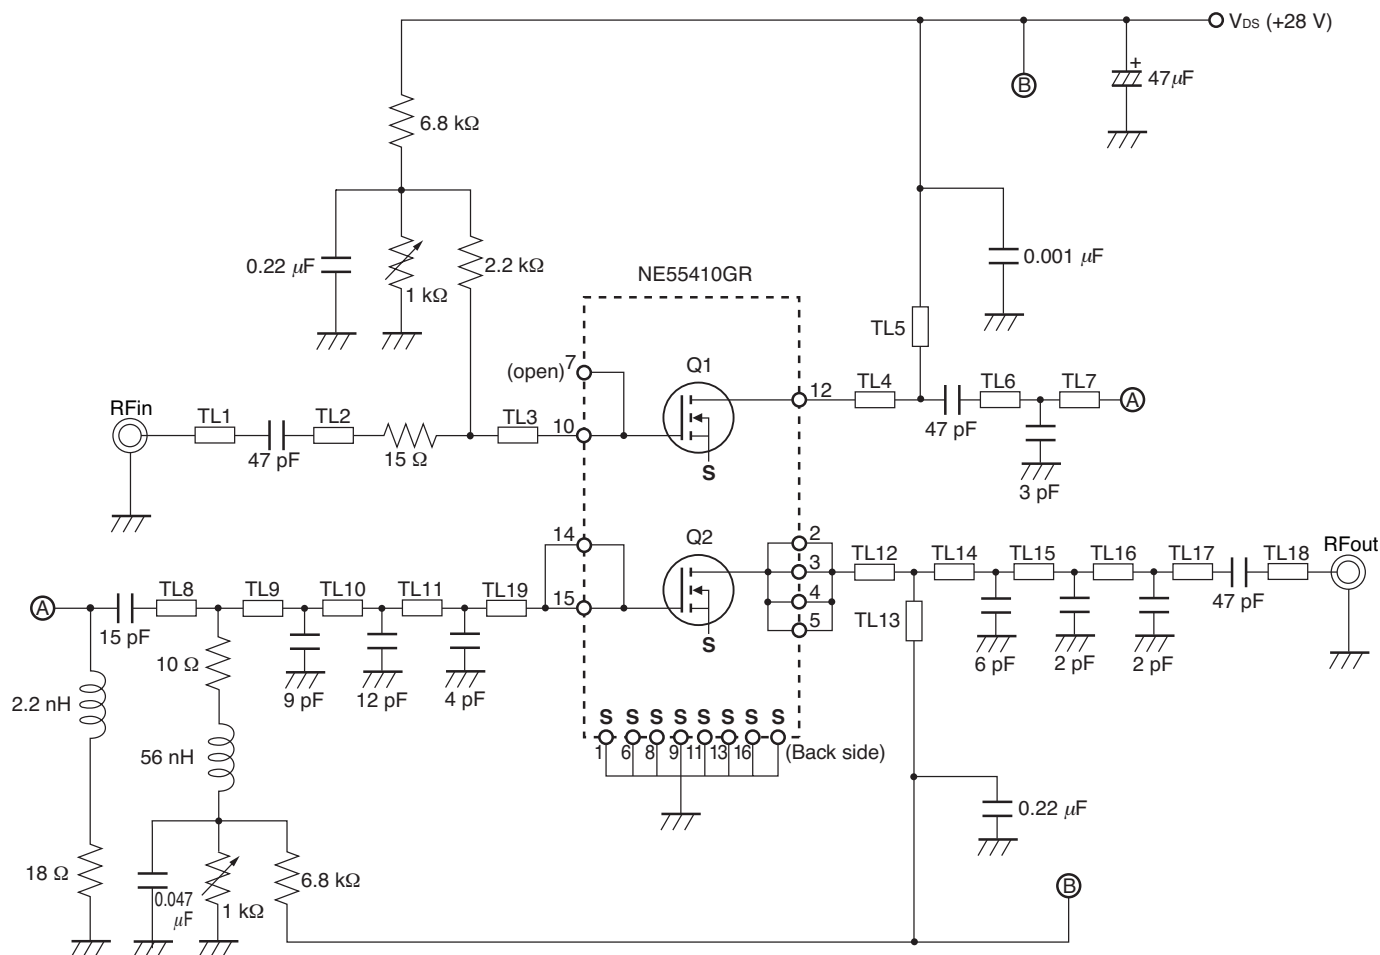 VDS (+28 V)
B
+
47μF
6.8 kΩ
0.22 μF
1 kΩ
2.2 kΩ
NE55410GR
0.001 μF
TL5
(open)
7
Q1
12
TL4
TL6
TL7
A
RFin
TL1
TL2
TL3
10
47 pF
15 Ω
S
47 pF
3 pF
14
Q2
2
3
4
5
TL12
TL14
TL15
TL16
TL17
TL18
RFout
A
TL8
TL9
TL10
TL11
TL19
15
15 pF
S
TL13
47 pF
10 Ω
9 pF
12 pF
4 pF
6 pF
2 pF
2 pF
2.2 nH
56 nH
S S S S S S S S
1 6 8 9 11 13 16 (Back side)
0.22 μF
18 Ω
0.047
μF
1 kΩ
6.8 kΩ
B